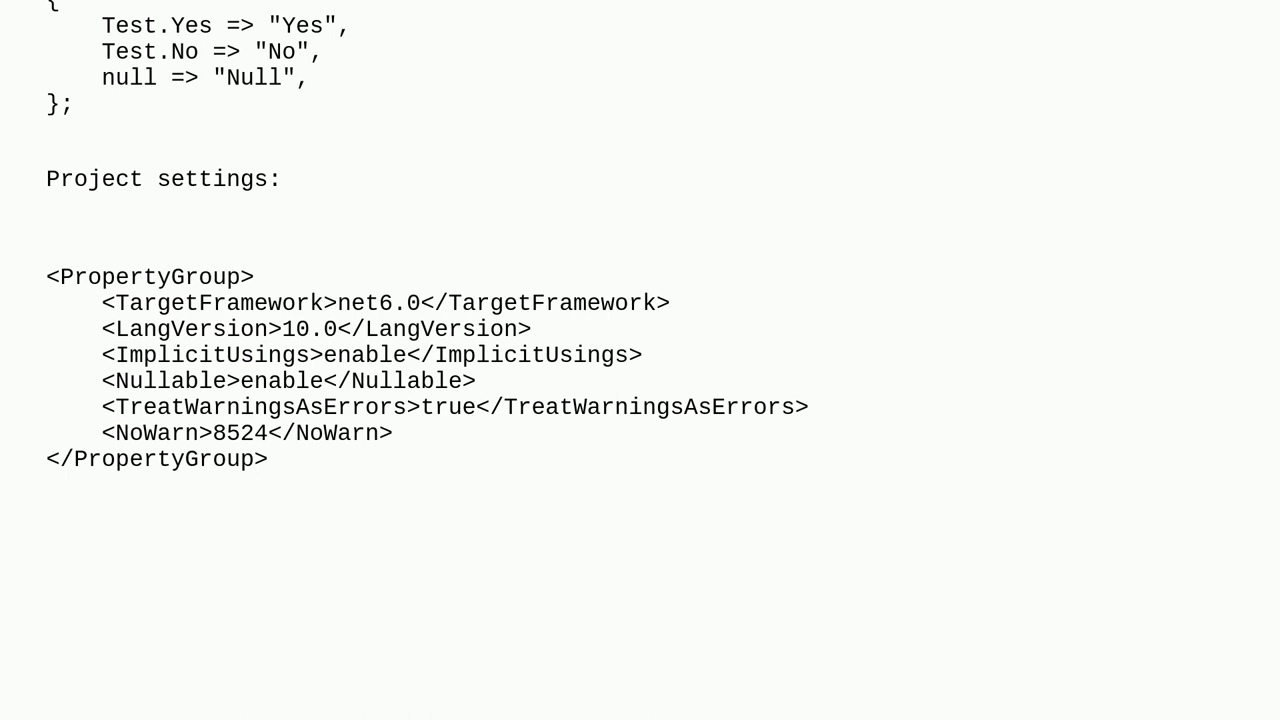 {
    Test.Yes => "Yes",
    Test.No => "No",
    null => "Null",
};
Project settings:
<PropertyGroup>
    <TargetFramework>net6.0</TargetFramework>
    <LangVersion>10.0</LangVersion>
    <ImplicitUsings>enable</ImplicitUsings>
    <Nullable>enable</Nullable>
    <TreatWarningsAsErrors>true</TreatWarningsAsErrors>
    <NoWarn>8524</NoWarn>
</PropertyGroup>